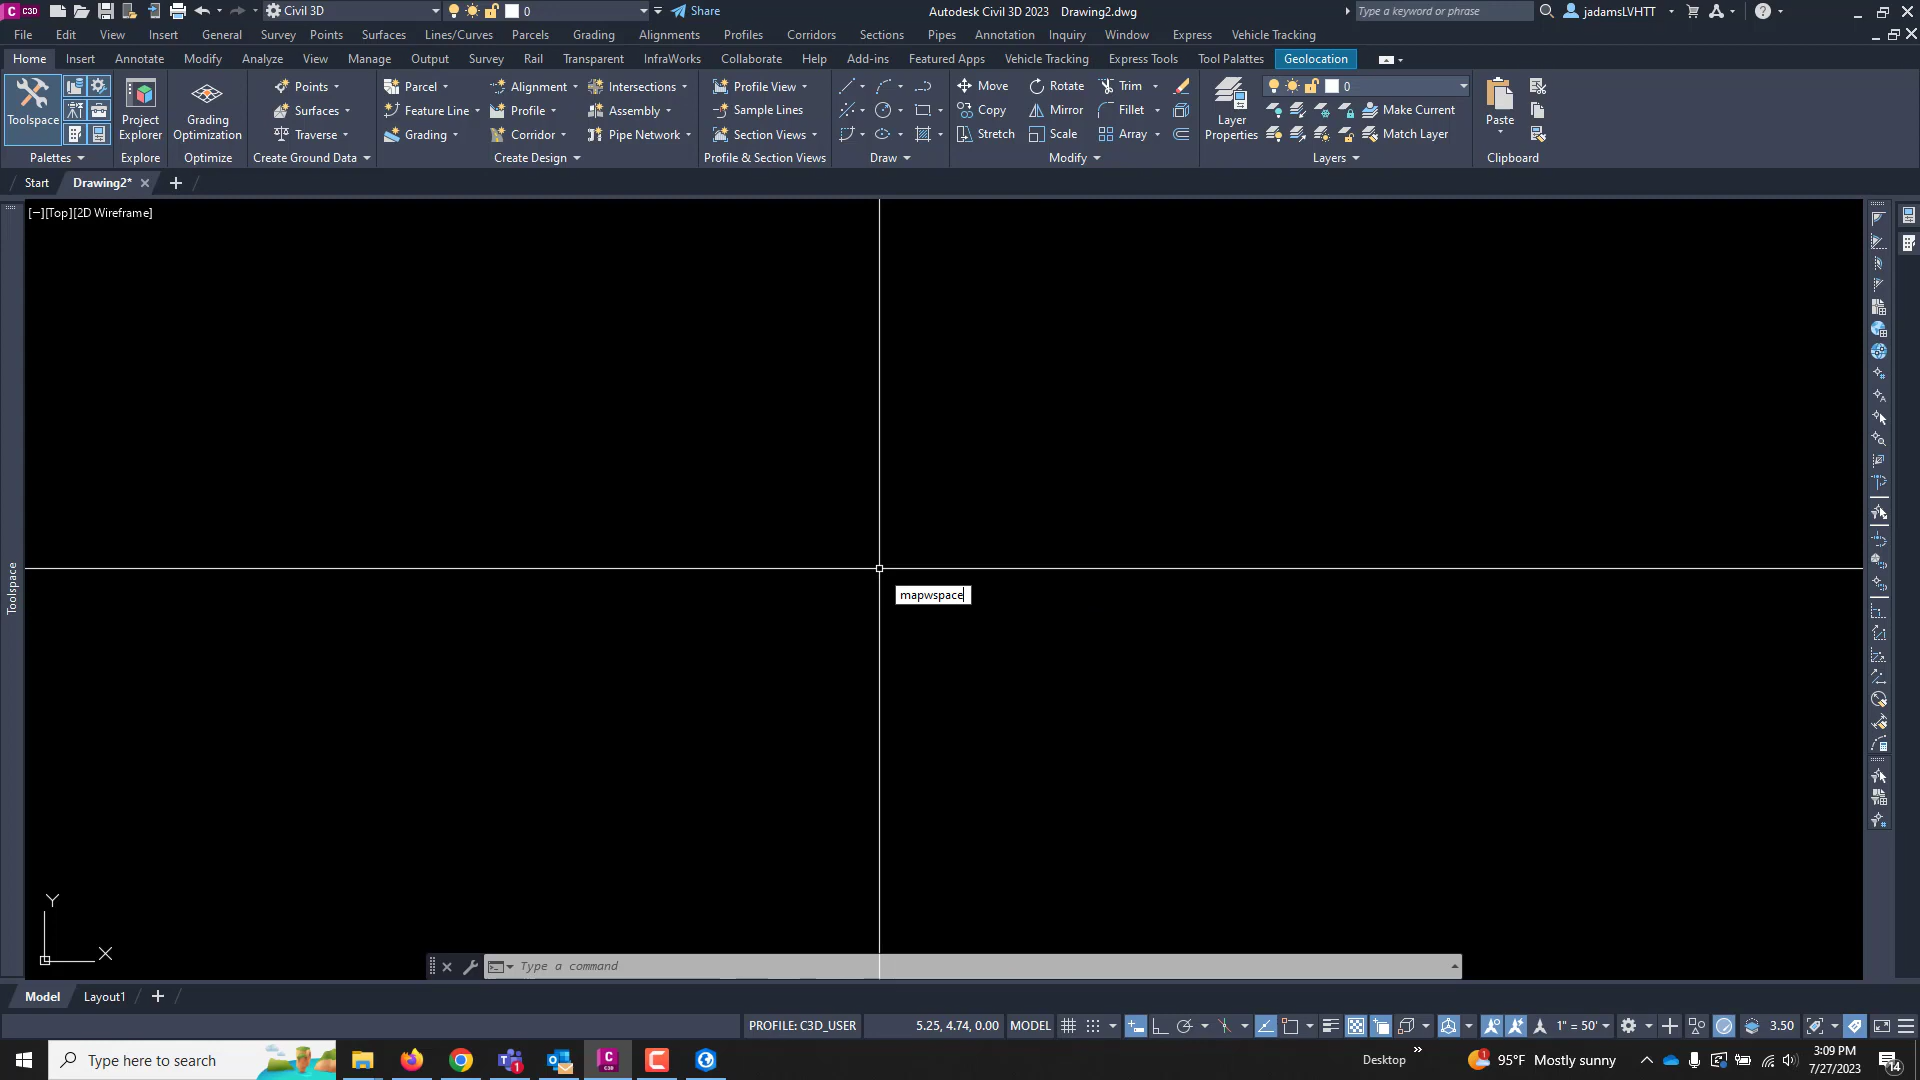 C C3D Civil 3D 0 Share Autodesk Civil 3D 2023 Drawing2.dwg Type a keyword or phrase jadamsLVHTT
File Edit View Insert General Survey Points Surfaces Lines/Curves Parcels Grading Alignments Profiles Corridors Sections Pipes Annotation Inquiry Window Express Vehicle Tracking
Home Insert Annotate Modify Analyze View Manage Output Survey Rail Transparent InfraWorks Collaborate Help Add-ins Featured Apps Vehicle Tracking Express Tools Tool Palettes Geolocation
Points Parcel Alignment Intersections Profile View Move Rotate Trim 0
Toolspace Project Explorer Grading Optimization Surfaces Feature Line Profile Assembly Sample Lines Copy Mirror Fillet Layer Properties Make Current Paste
Traverse Grading Corridor Pipe Network Section Views Stretch Scale Array Match Layer
Palettes Explore Optimize Create Ground Data Create Design Profile & Section Views Draw Modify Layers Clipboard
Start Drawing2*
[−][Top][2D Wireframe]
Toolspace
mapwspace
Y
X
Type a command
Model Layout1
PROFILE: C3D_USER 5.25, 4.74, 0.00 MODEL 1" = 50' 3.50
Type here to search 1 C C3D Desktop 1 95°F Mostly sunny 3:09 PM
7/27/2023 14